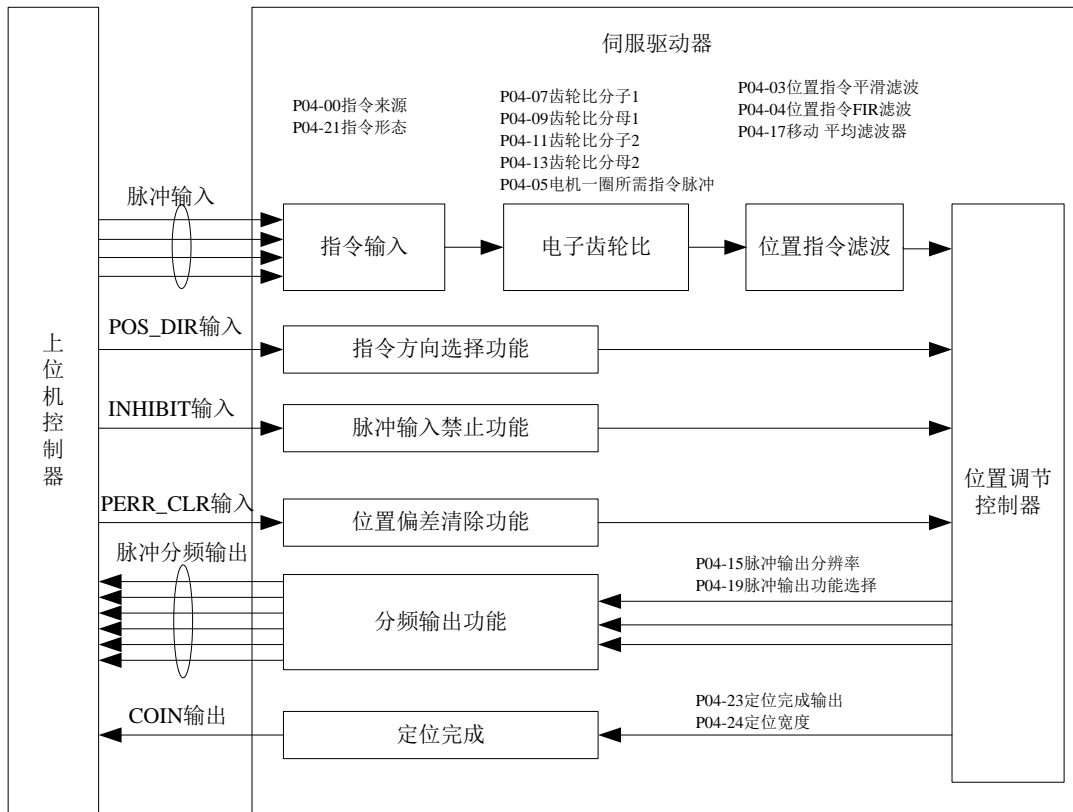 伺服驱动器
P04-00指令来源
P04-21指令形态
P04-07齿轮比分子1
P04-09齿轮比分母1
P04-11齿轮比分子2
P04-13齿轮比分母2
P04-05电机一圈所需指令脉冲
P04-03位置指令平滑滤波
P04-04位置指令FIR滤波
P04-17移动 平均滤波器
脉冲输入
指令输入
电子齿轮比
位置指令滤波
POS_DIR输入
指令方向选择功能
上位机控制器
INHIBIT输入
脉冲输入禁止功能
位置调节
控制器
PERR_CLR输入
位置偏差清除功能
脉冲分频输出
分频输出功能
P04-15脉冲输出分辨率
P04-19脉冲输出功能选择
COIN输出
定位完成
P04-23定位完成输出
P04-24定位宽度